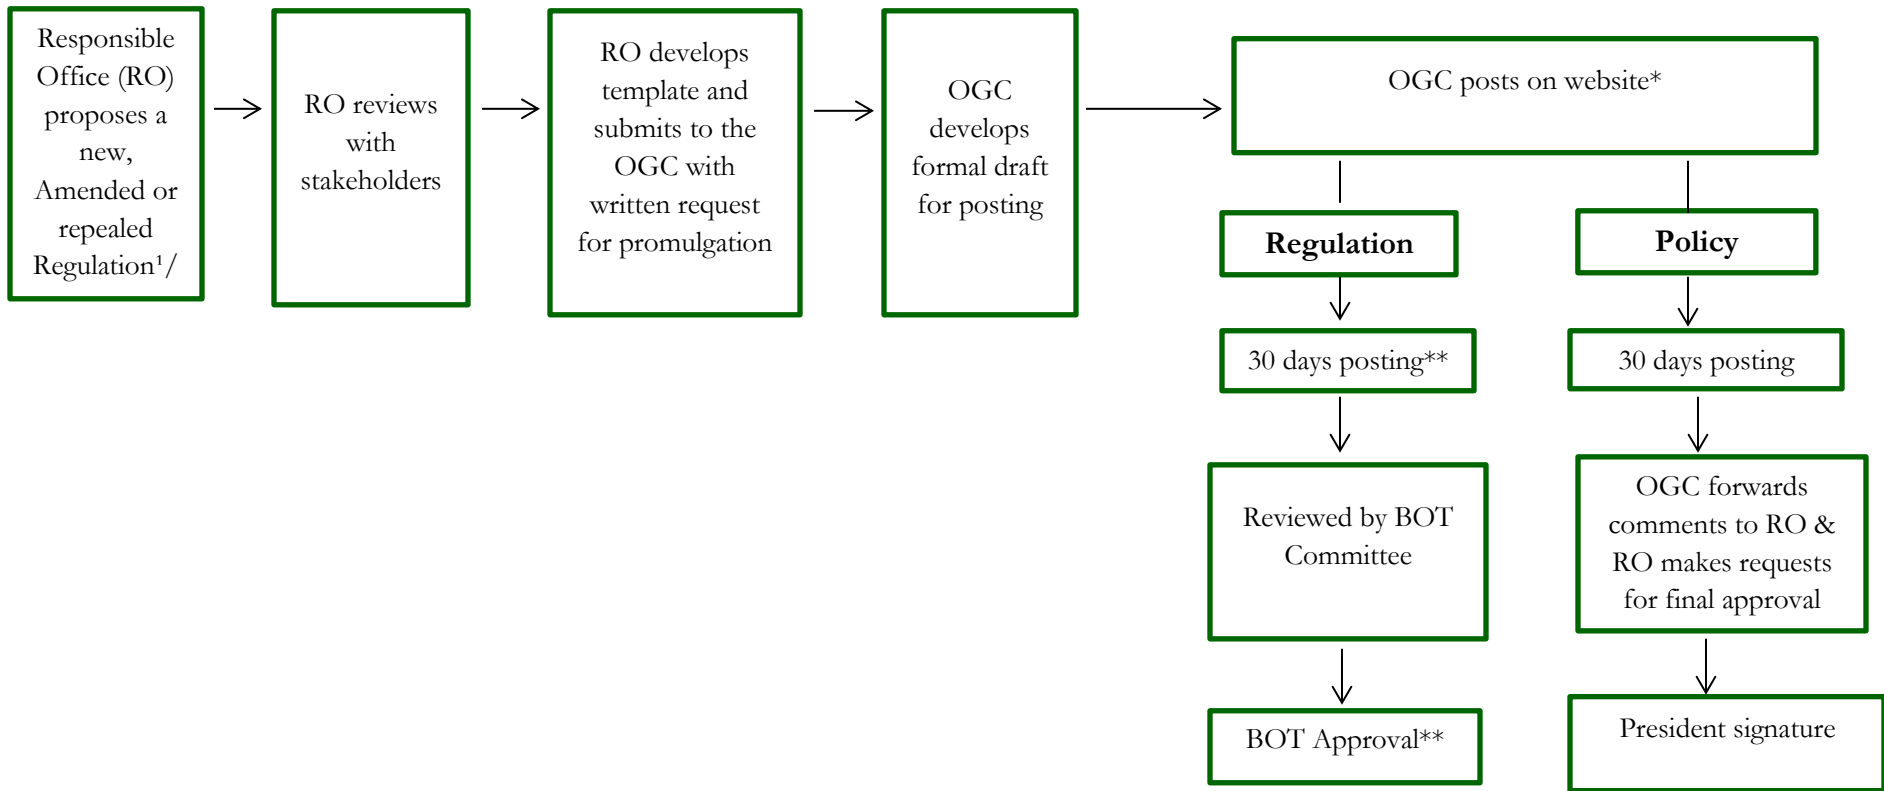 Responsible
Office (RO)
proposes a
new,
Amended or
repealed
Regulation¹/
RO reviews
with
stakeholders
RO develops
template and
submits to the
OGC with
written request
for promulgation
OGC
develops
formal draft
for posting
OGC posts on website*
Regulation
30 days posting**
Reviewed by BOT
Committee
BOT Approval**
Policy
30 days posting
OGC forwards
comments to RO &
RO makes requests
for final approval
President signature